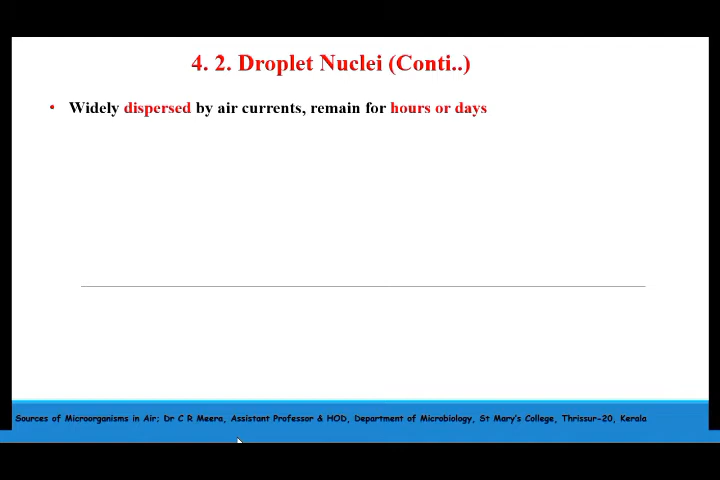 4. 2. Droplet Nuclei (Conti..)
• Widely dispersed by air currents, remain for hours or days
Sources of Microorganisms in Air; Dr C R Meera, Assistant Professor & HOD, Department of Microbiology, St Mary's College, Thrissur-20, Kerala